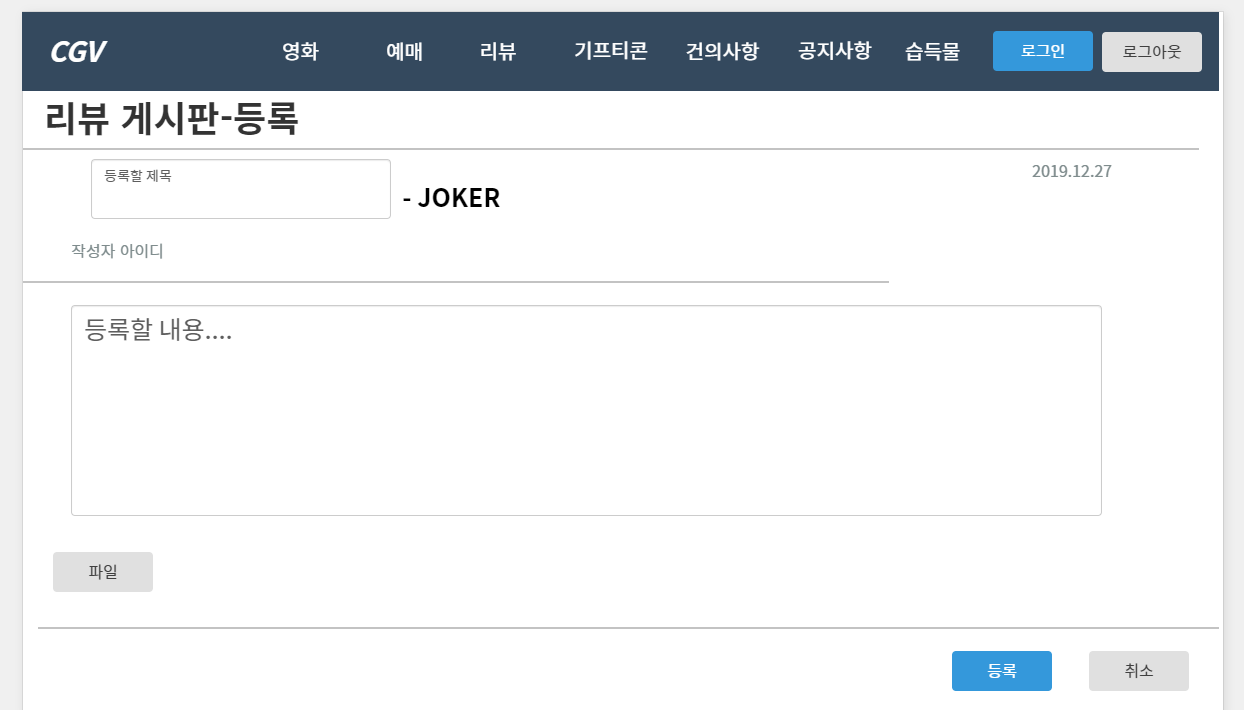 CGV 영화 예매 리뷰 기프티콘 건의사항 공지사항 습득물 로그인 로그아웃
리뷰 게시판-등록
등록할 제목 2019.12.27
- JOKER
작성자 아이디
등록할 내용....
파일
등록 취소